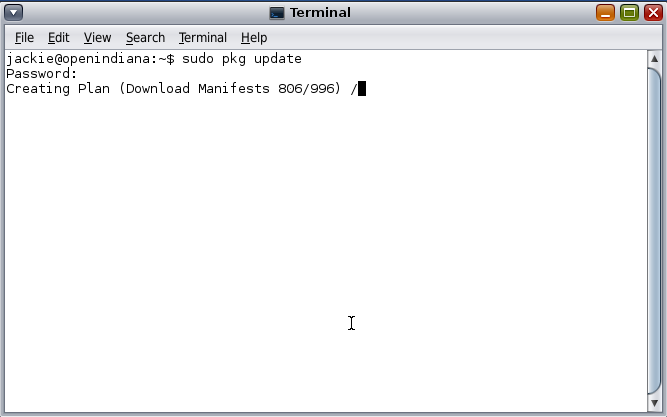 Terminal
File Edit View Search Terminal Help
jackie@openindiana:~$ sudo pkg update
Password:
Creating Plan (Download Manifests 806/996) /